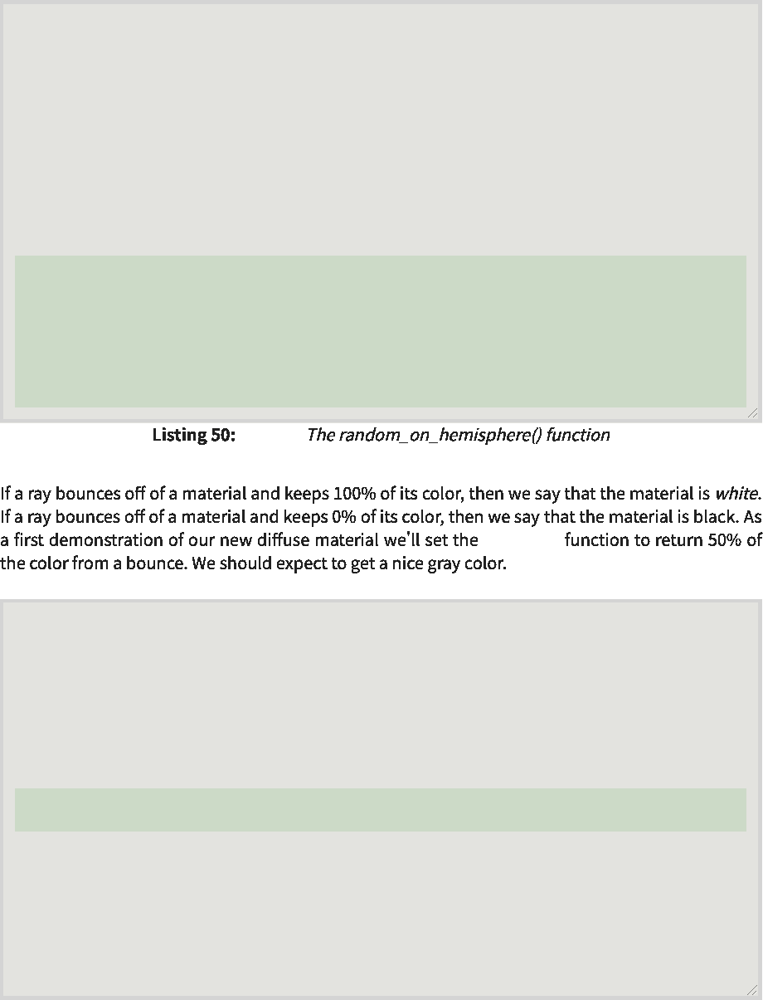 Listing 50: The random_on_hemisphere() function
If a ray bounces off of a material and keeps 100% of its color, then we say that the material is white.
If a ray bounces off of a material and keeps 0% of its color, then we say that the material is black. As
a first demonstration of our new diffuse material we'll set the function to return 50% of
the color from a bounce. We should expect to get a nice gray color.